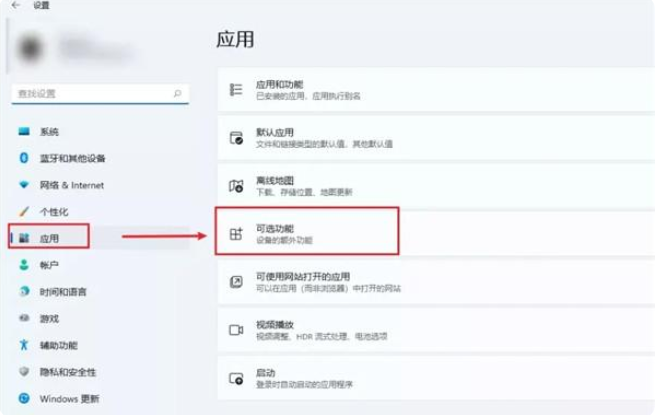 设置
应用
查找设置
系统
蓝牙和其他设备
网络 & Internet
个性化
应用
帐户
时间和语言
游戏
辅助功能
隐私和安全性
Windows 更新
应用和功能
已安装的应用、应用执行别名
默认应用
文件和链接类型的默认值、其他默认值
离线地图
下载、存储位置、地图更新
可选功能
设备的额外功能
可使用网站打开的应用
可以在应用（而非浏览器）中打开的网站
视频播放
视频调整、HDR 流式处理、电池选项
启动
登录时自动启动的应用程序